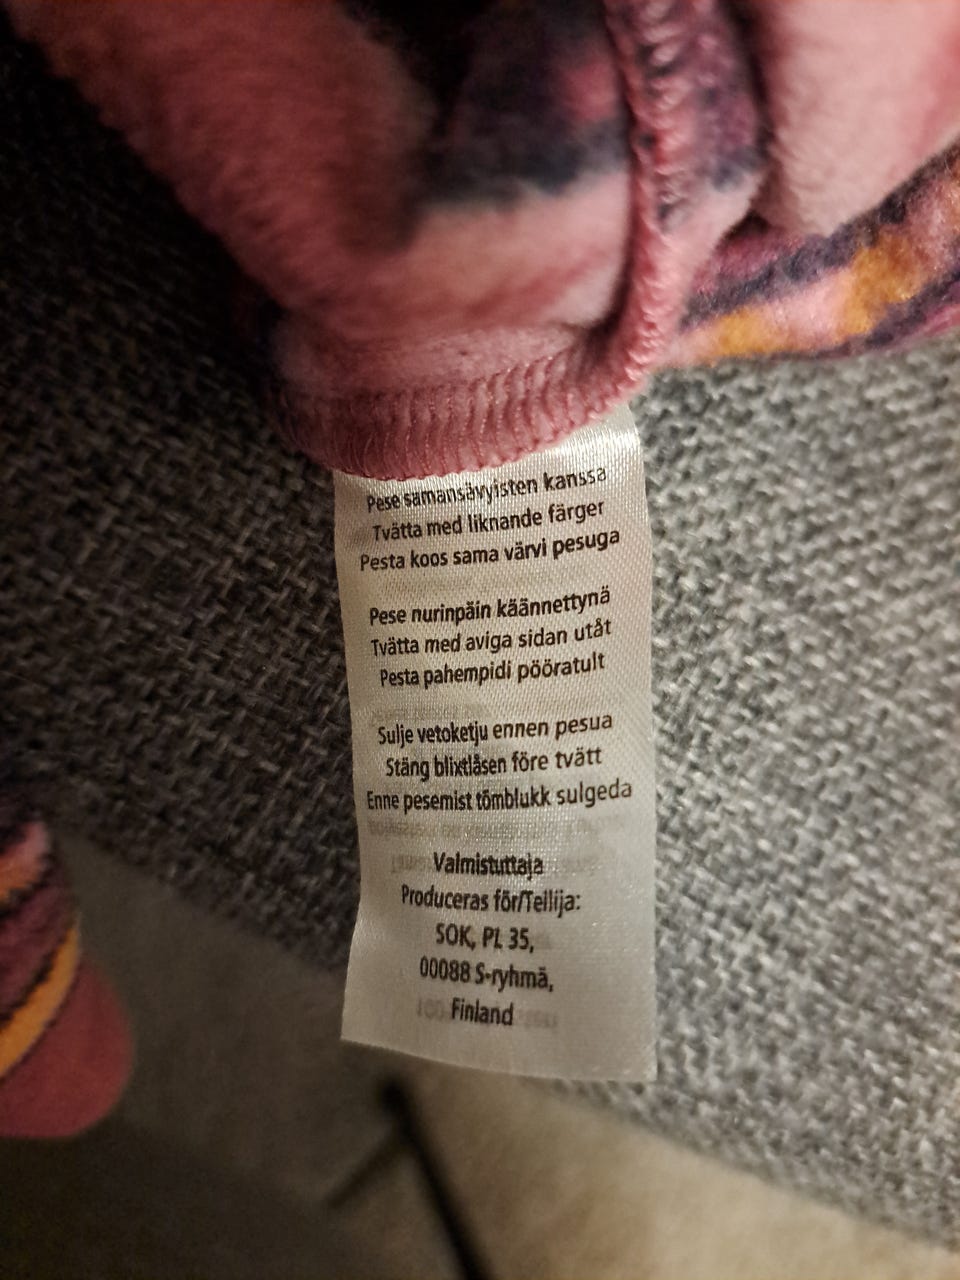 Pese samansävyisten kanssa
Tvätta med liknande färger
Pesta koos sama värvi pesuga
Pese nurinpäin käännettynä
Tvätta med aviga sidan utåt
Pesta pahempidi pööratult
Sulje vetoketju ennen pesua
Stäng blixtlåsen före tvätt
Enne pesemist tõmblukk sulgeda
Valmistuttaja
Produceras för/Tellija:
SOK, PL 35,
00088 S-ryhmä,
Finland